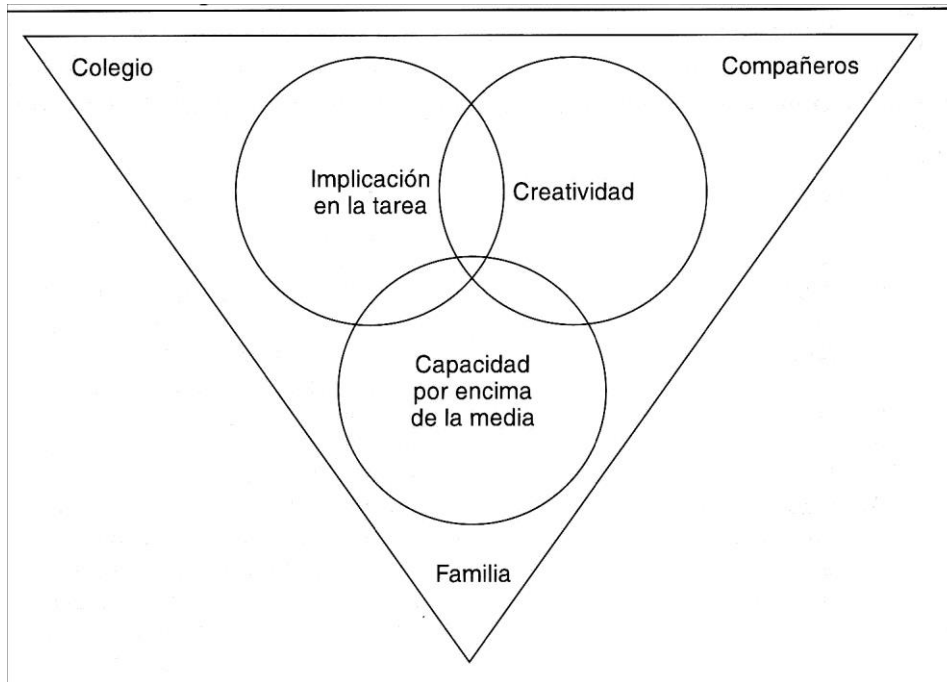 Colegio
Compañeros
Implicación
en la tarea
Creatividad
Capacidad
por encima
de la media
Familia